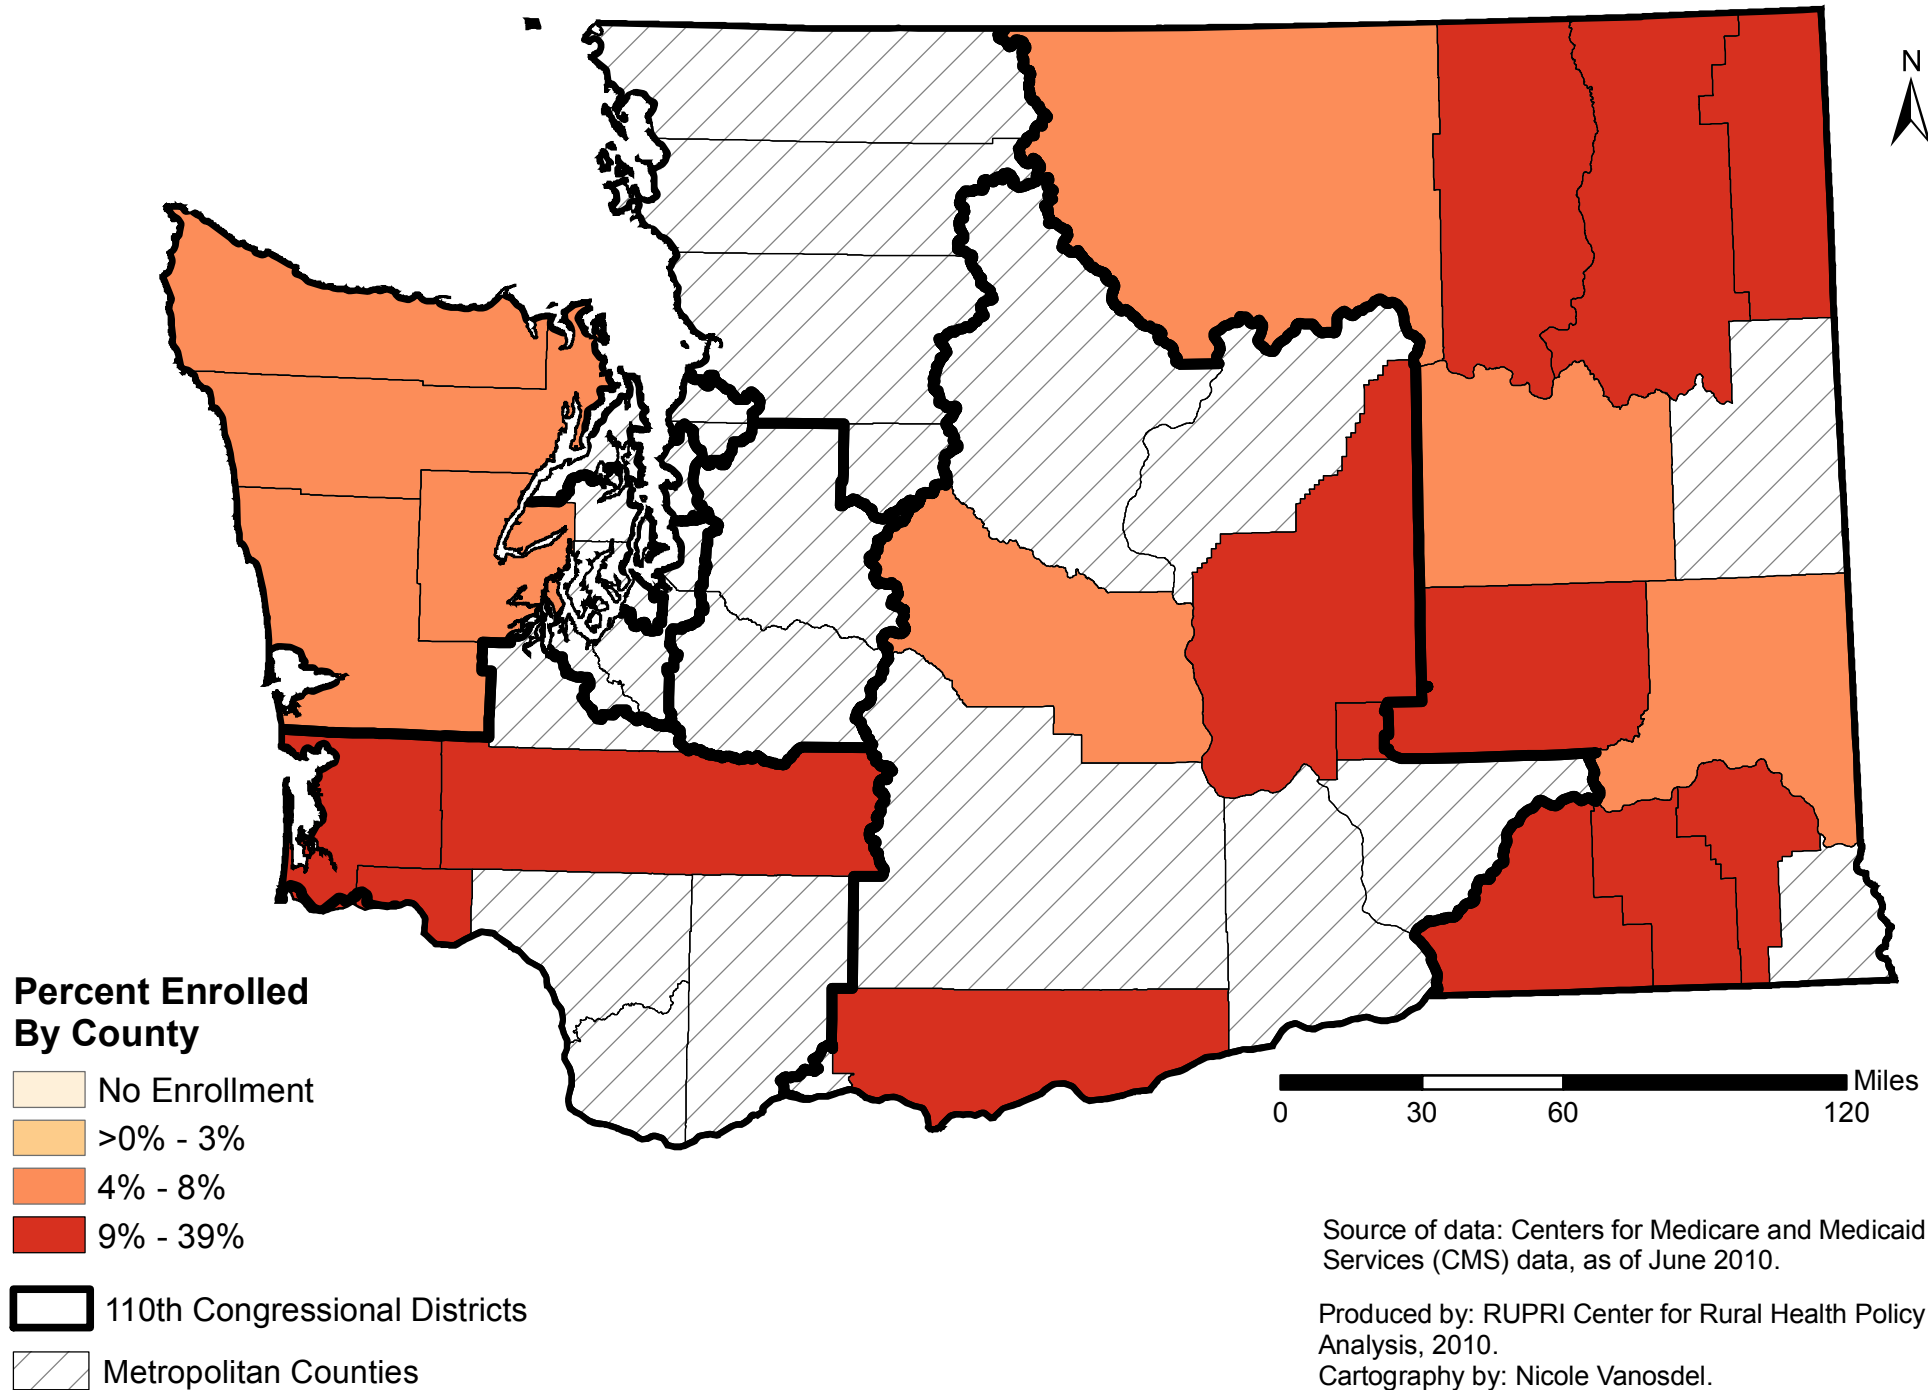 N
Percent Enrolled
By County
No Enrollment
>0% - 3%
4% - 8%
9% - 39%
110th Congressional Districts
Metropolitan Counties
Miles
0 30 60 120
Source of data: Centers for Medicare and Medicaid
Services (CMS) data, as of June 2010.
Produced by: RUPRI Center for Rural Health Policy
Analysis, 2010.
Cartography by: Nicole Vanosdel.